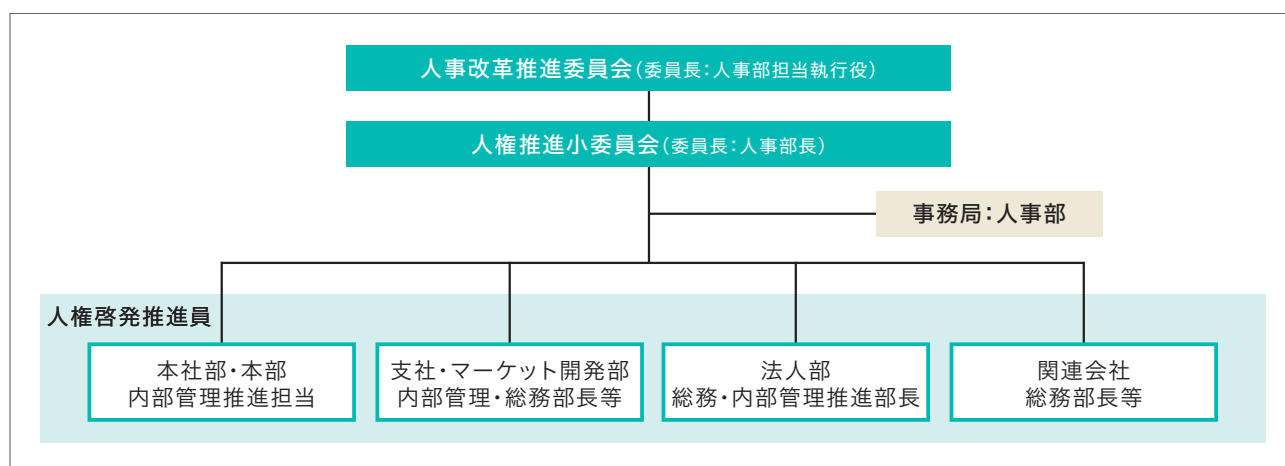 人事改革推進委員会(委員長:人事部担当執行役)
人権推進小委員会(委員長:人事部長)
事務局:人事部
人権啓発推進員
本社部・本部
内部管理推進担当
支社・マーケット開発部
内部管理・総務部長等
法人部
総務・内部管理推進部長
関連会社
総務部長等